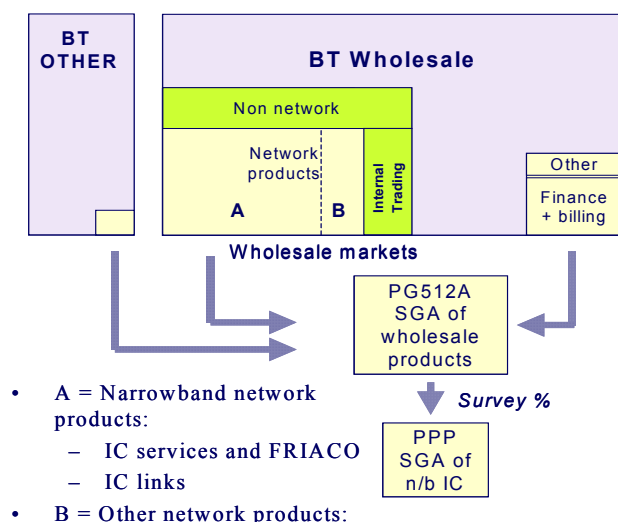 BT
OTHER
BT Wholesale
Non network
Network
products
A
B
Internal
Trading
Other
Finance
+ billing
Wholesale markets
PG512A
SGA of
wholesale
products
Survey %
PPP
SGA of
n/b IC
• A = Narrowband network
products:
– IC services and FRIACO
– IC links
• B = Other network products: